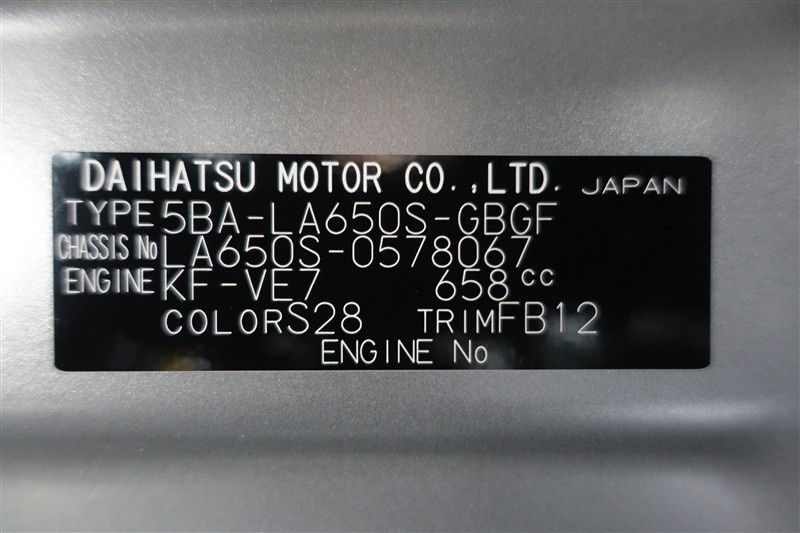 DAIHATSU MOTOR CO.,LTD. JAPAN
TYPE 5BA-LA650S-GBGF
CHASSIS No LA650S-0578067
ENGINE KF-VE7 658cc
COLOR S28 TRIM FB12
ENGINE No